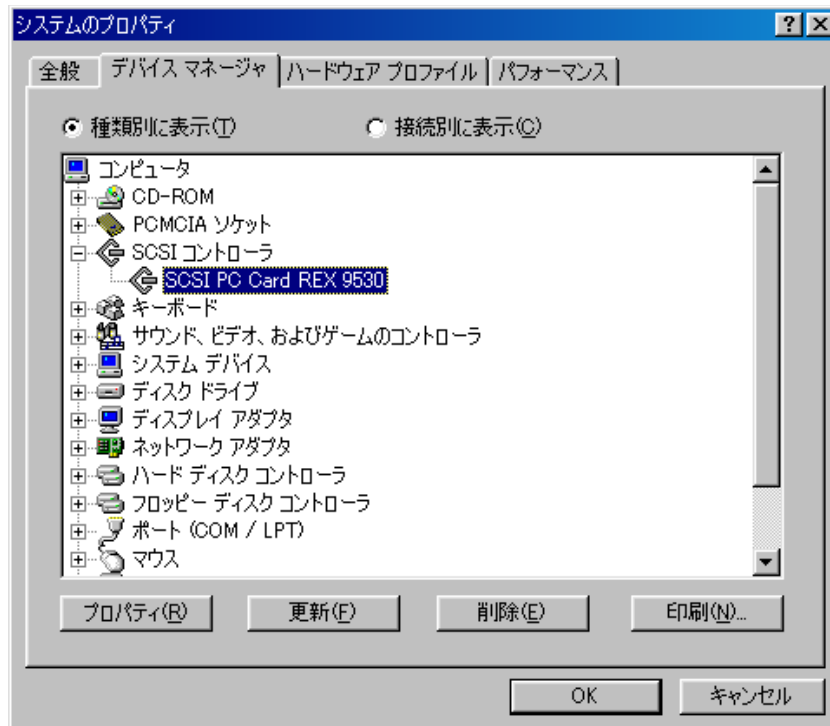 システムのプロパティ
全般 デバイス マネージャ ハードウェア プロファイル パフォーマンス
種類別に表示(T) 接続別に表示(C)
コンピュータ
CD-ROM
PCMCIA ソケット
SCSI コントローラ
SCSI PC Card REX 9530
キーボード
サウンド、ビデオ、およびゲームのコントローラ
システム デバイス
ディスク ドライブ
ディスプレイ アダプタ
ネットワーク アダプタ
ハード ディスク コントローラ
フロッピー ディスク コントローラ
ポート (COM / LPT)
マウス
プロパティ(R) 更新(F) 削除(E) 印刷(N)...
OK キャンセル